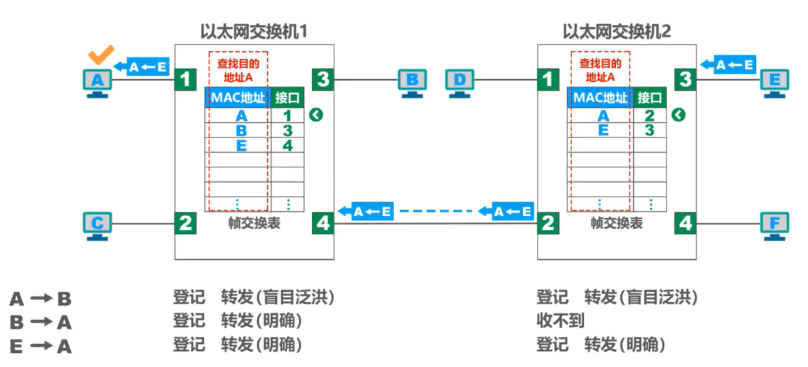 以太网交换机1
以太网交换机2
A
A←E
1
查找目的
地址A
3
B
D
1
查找目的
地址A
3
A←E
E
MAC地址 接口
A 1
B 3
E 4
⋮ ⋮
MAC地址 接口
A 2
E 3
⋮ ⋮
C
2
帧交换表
4
A←E
A←E
2
帧交换表
4
F
A→B 登记 转发(盲目泛洪) 登记 转发(盲目泛洪)
B→A 登记 转发(明确) 收不到
E→A 登记 转发(明确) 登记 转发(明确)